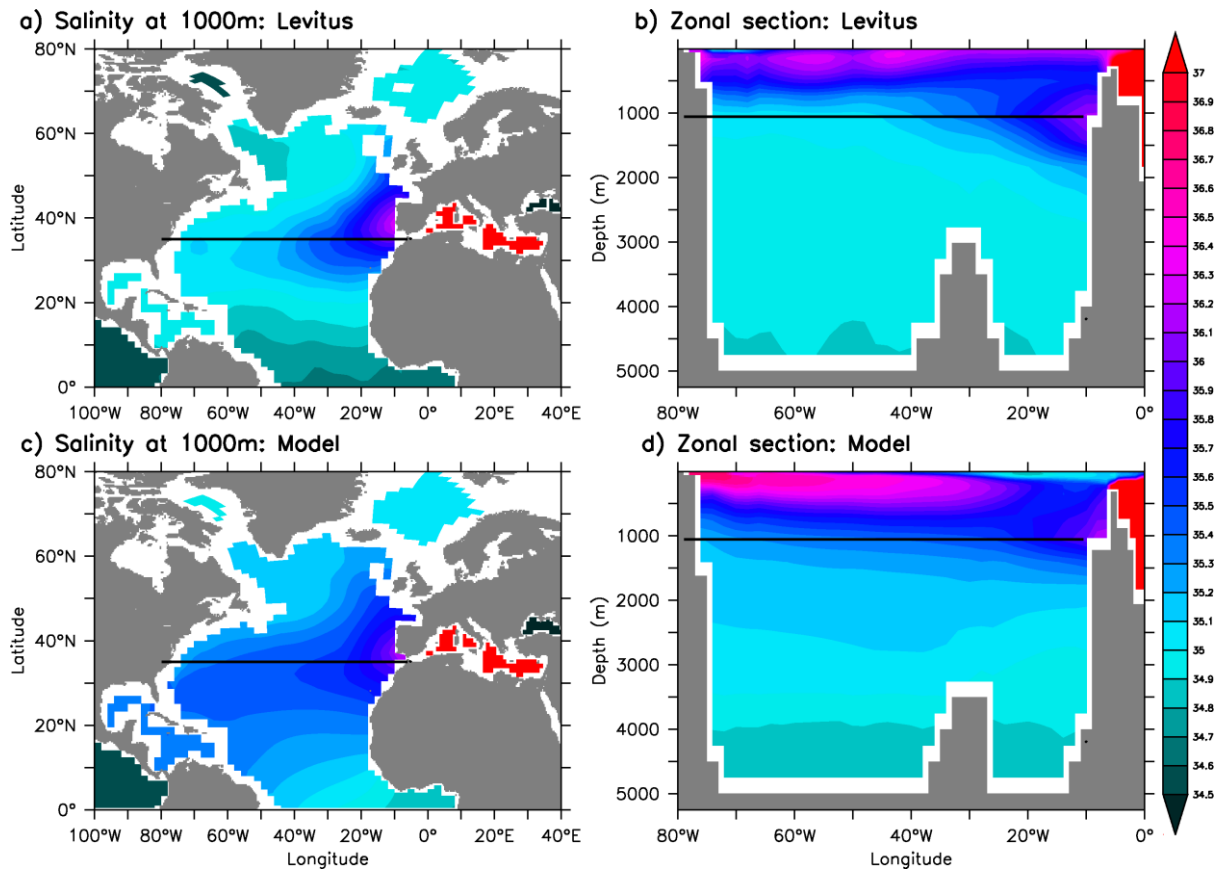 a) Salinity at 1000m: Levitus
80°N
60°N
40°N
20°N
0°
Latitude
100°W 80°W 60°W 40°W 20°W 0° 20°E 40°E
b) Zonal section: Levitus
1000
2000
3000
4000
5000
Depth (m)
80°W 60°W 40°W 20°W 0°
c) Salinity at 1000m: Model
80°N
60°N
40°N
20°N
0°
Latitude
100°W 80°W 60°W 40°W 20°W 0° 20°E 40°E
Longitude
d) Zonal section: Model
1000
2000
3000
4000
5000
Depth (m)
80°W 60°W 40°W 20°W 0°
Longitude
37
36.9
36.8
36.7
36.6
36.5
36.4
36.3
36.2
36.1
36
35.9
35.8
35.7
35.6
35.5
35.4
35.3
35.2
35.1
35
34.9
34.8
34.7
34.6
34.5